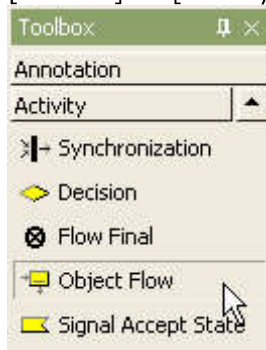 Toolbox
Annotation
Activity
Synchronization
Decision
Flow Final
Object Flow
Signal Accept State